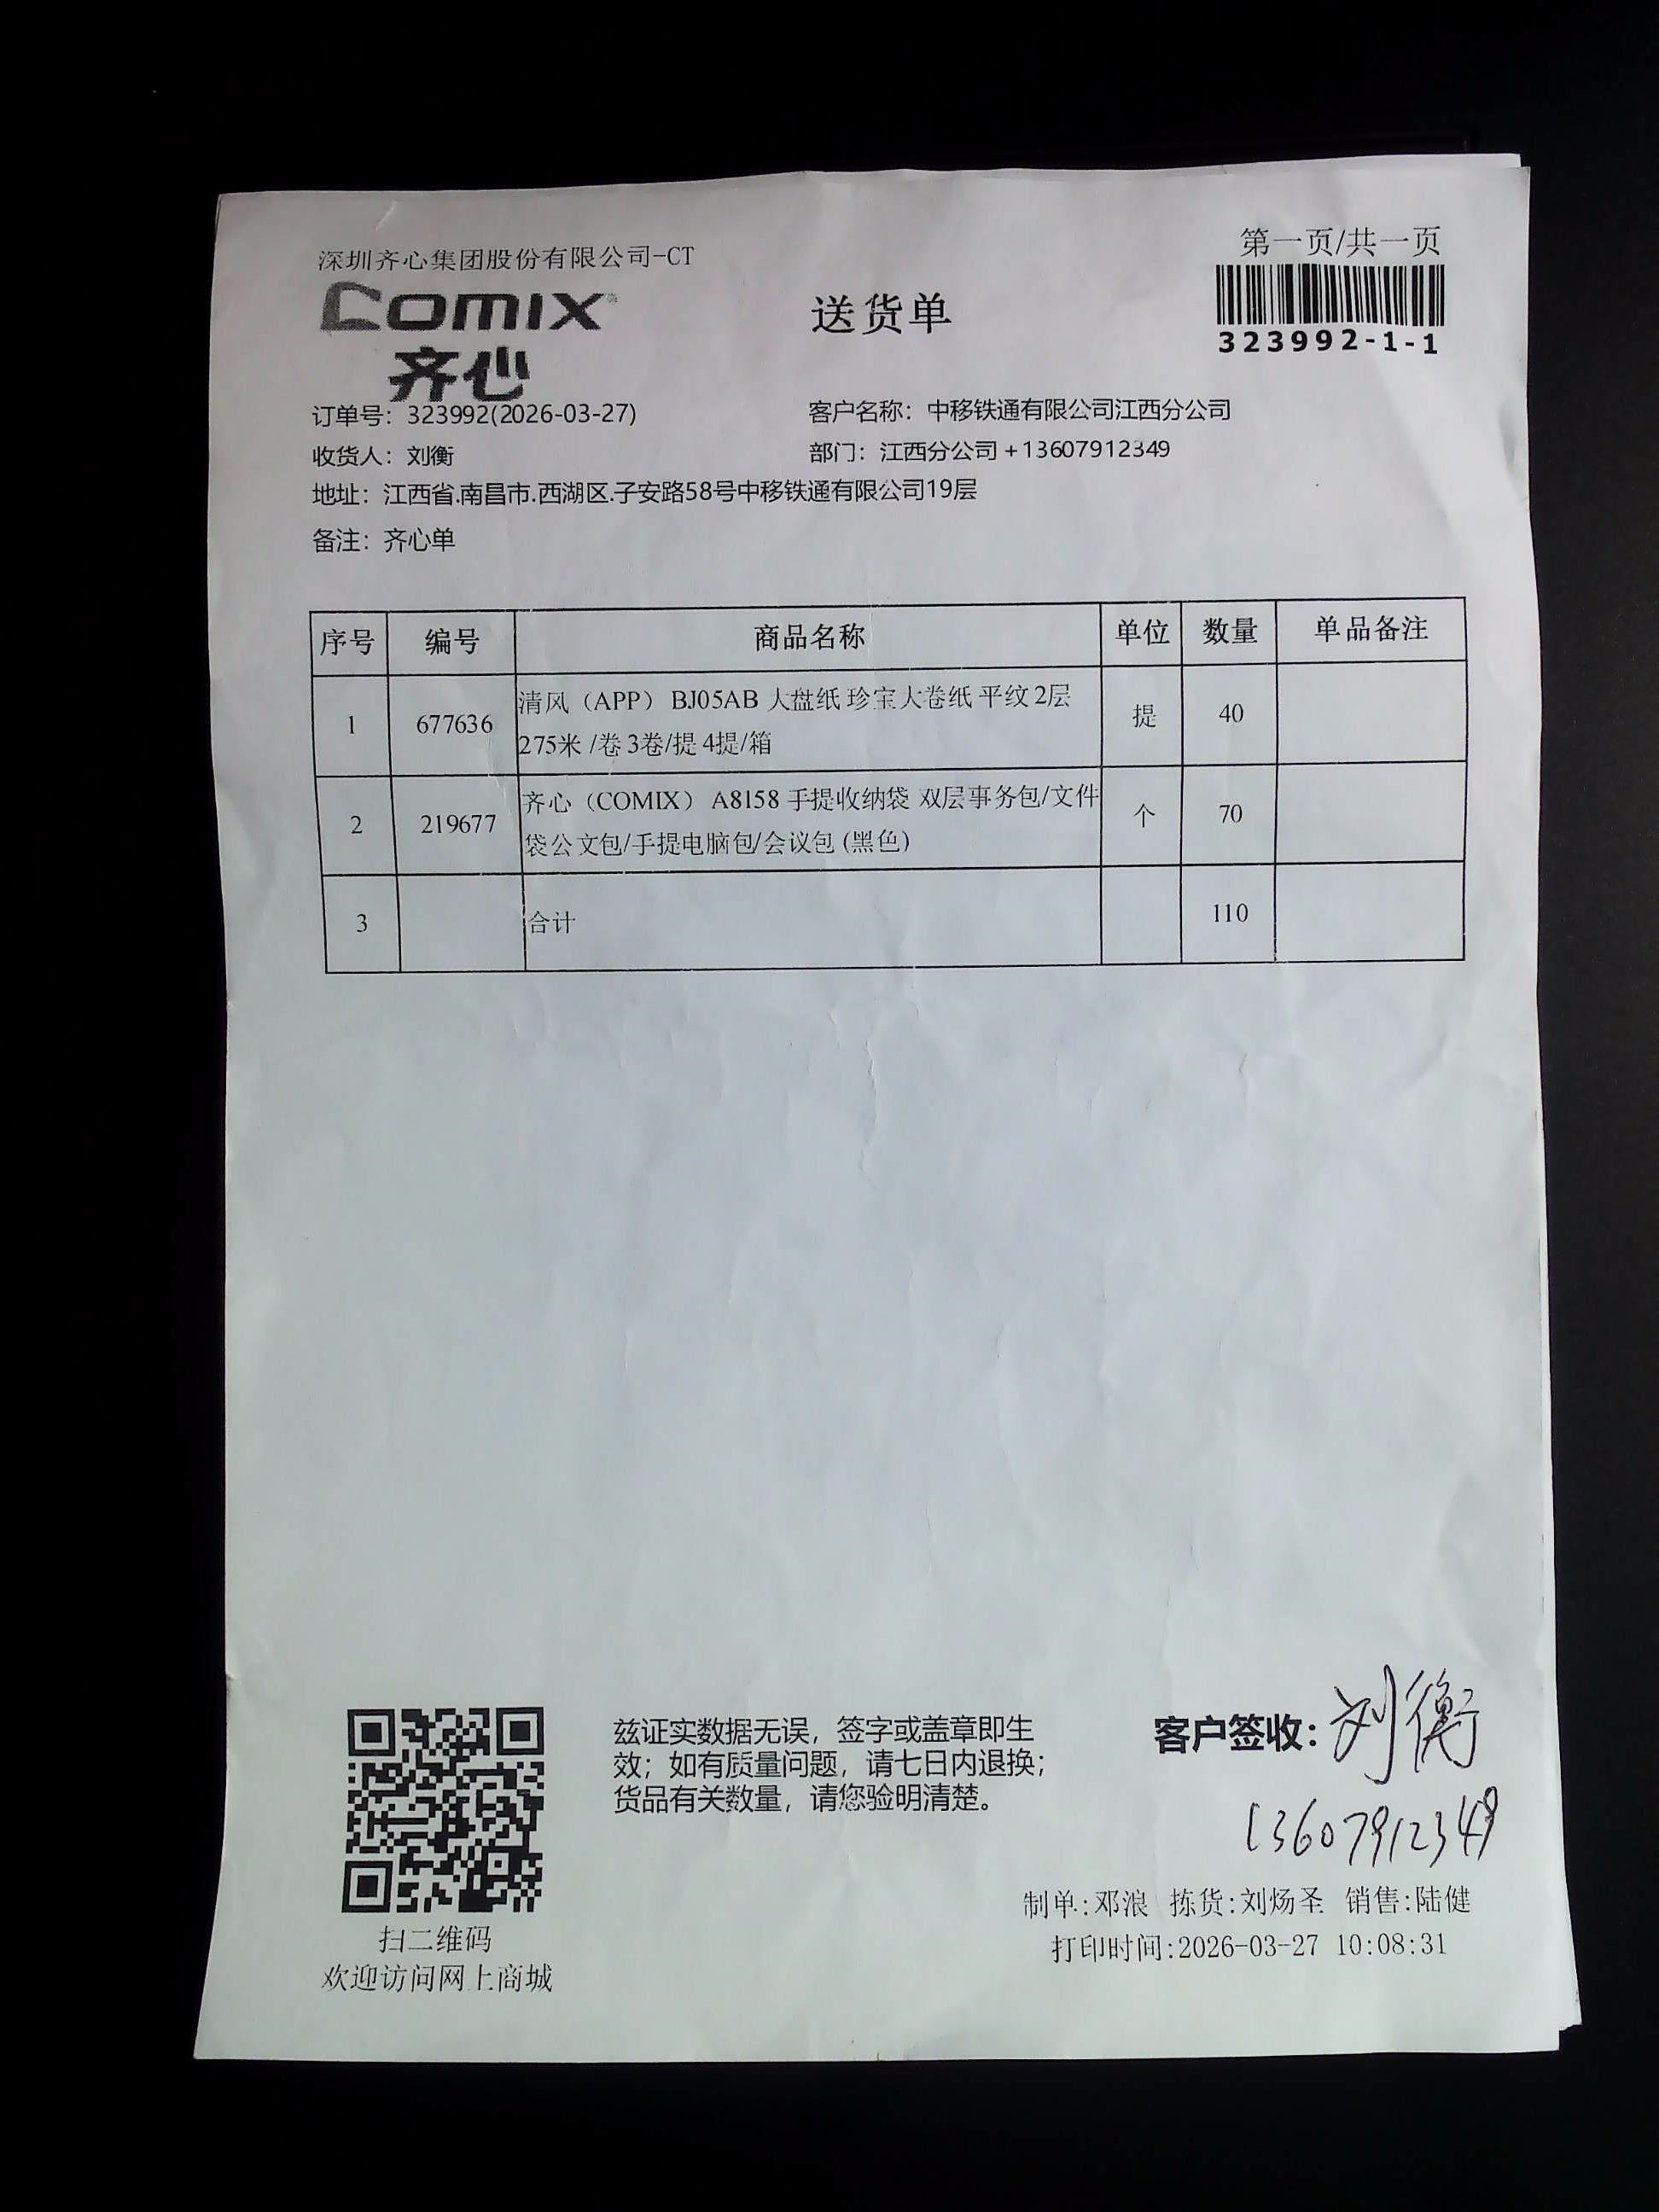 第一页/共一页
深圳齐心集团股份有限公司-CT
COMIX
齐心
送货单
323992-1-1
订单号：323992(2026-03-27)
客户名称：中移铁通有限公司江西分公司
收货人：刘衡
部门：江西分公司+13607912349
地址：江西省.南昌市.西湖区.子安路58号中移铁通有限公司19层
备注：齐心单
序号 编号 商品名称 单位 数量 单品备注
1 677636 清风（APP） BJ05AB 大盘纸 珍宝大卷纸 平纹 2层
275米 /卷 3卷/提 4提/箱 提 40
2 219677 齐心（COMIX） A8158 手提收纳袋 双层事务包/文件
袋公文包/手提电脑包/会议包 (黑色) 个 70
3 合计 110
兹证实数据无误，签字或盖章即生
效；如有质量问题，请七日内退换；
货品有关数量，请您验明清楚。
客户签收：刘衡
13607912349
制单:邓浪 拣货:刘炀圣 销售:陆健
打印时间:2026-03-27 10:08:31
扫二维码
欢迎访问网上商城